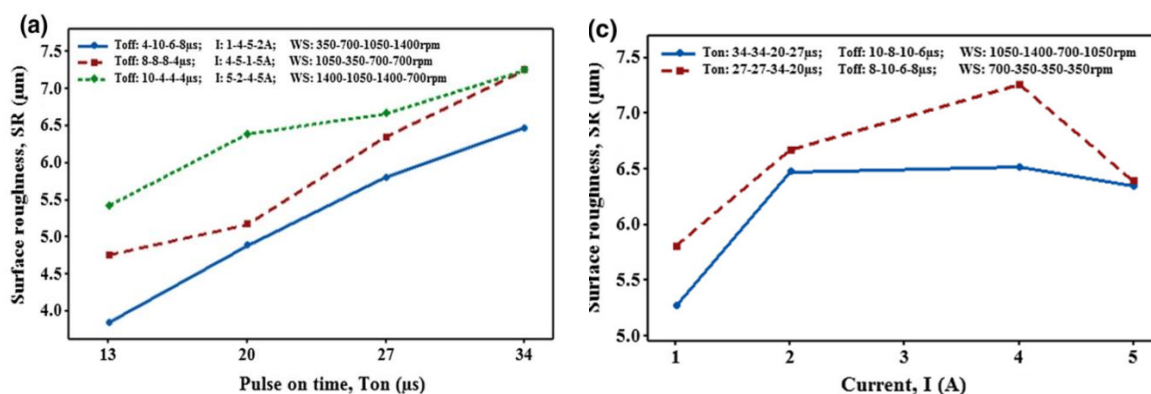 (a)
Surface roughness, SR (µm)
7.5
7.0
6.5
6.0
5.5
5.0
4.5
4.0
Toff: 4-10-6-8µs; I: 1-4-5-2A; WS: 350-700-1050-1400rpm
Toff: 8-8-8-4µs; I: 4-5-1-5A; WS: 1050-350-700-700rpm
Toff: 10-4-4-4µs; I: 5-2-4-5A; WS: 1400-1050-1400-700rpm
13 20 27 34
Pulse on time, Ton (µs)
(c)
Surface roughness, SR (µm)
7.5
7.0
6.5
6.0
5.5
5.0
Ton: 34-34-20-27µs; Toff: 10-8-10-6µs; WS: 1050-1400-700-1050rpm
Ton: 27-27-34-20µs; Toff: 8-10-6-8µs; WS: 700-350-350-350rpm
1 2 3 4 5
Current, I (A)